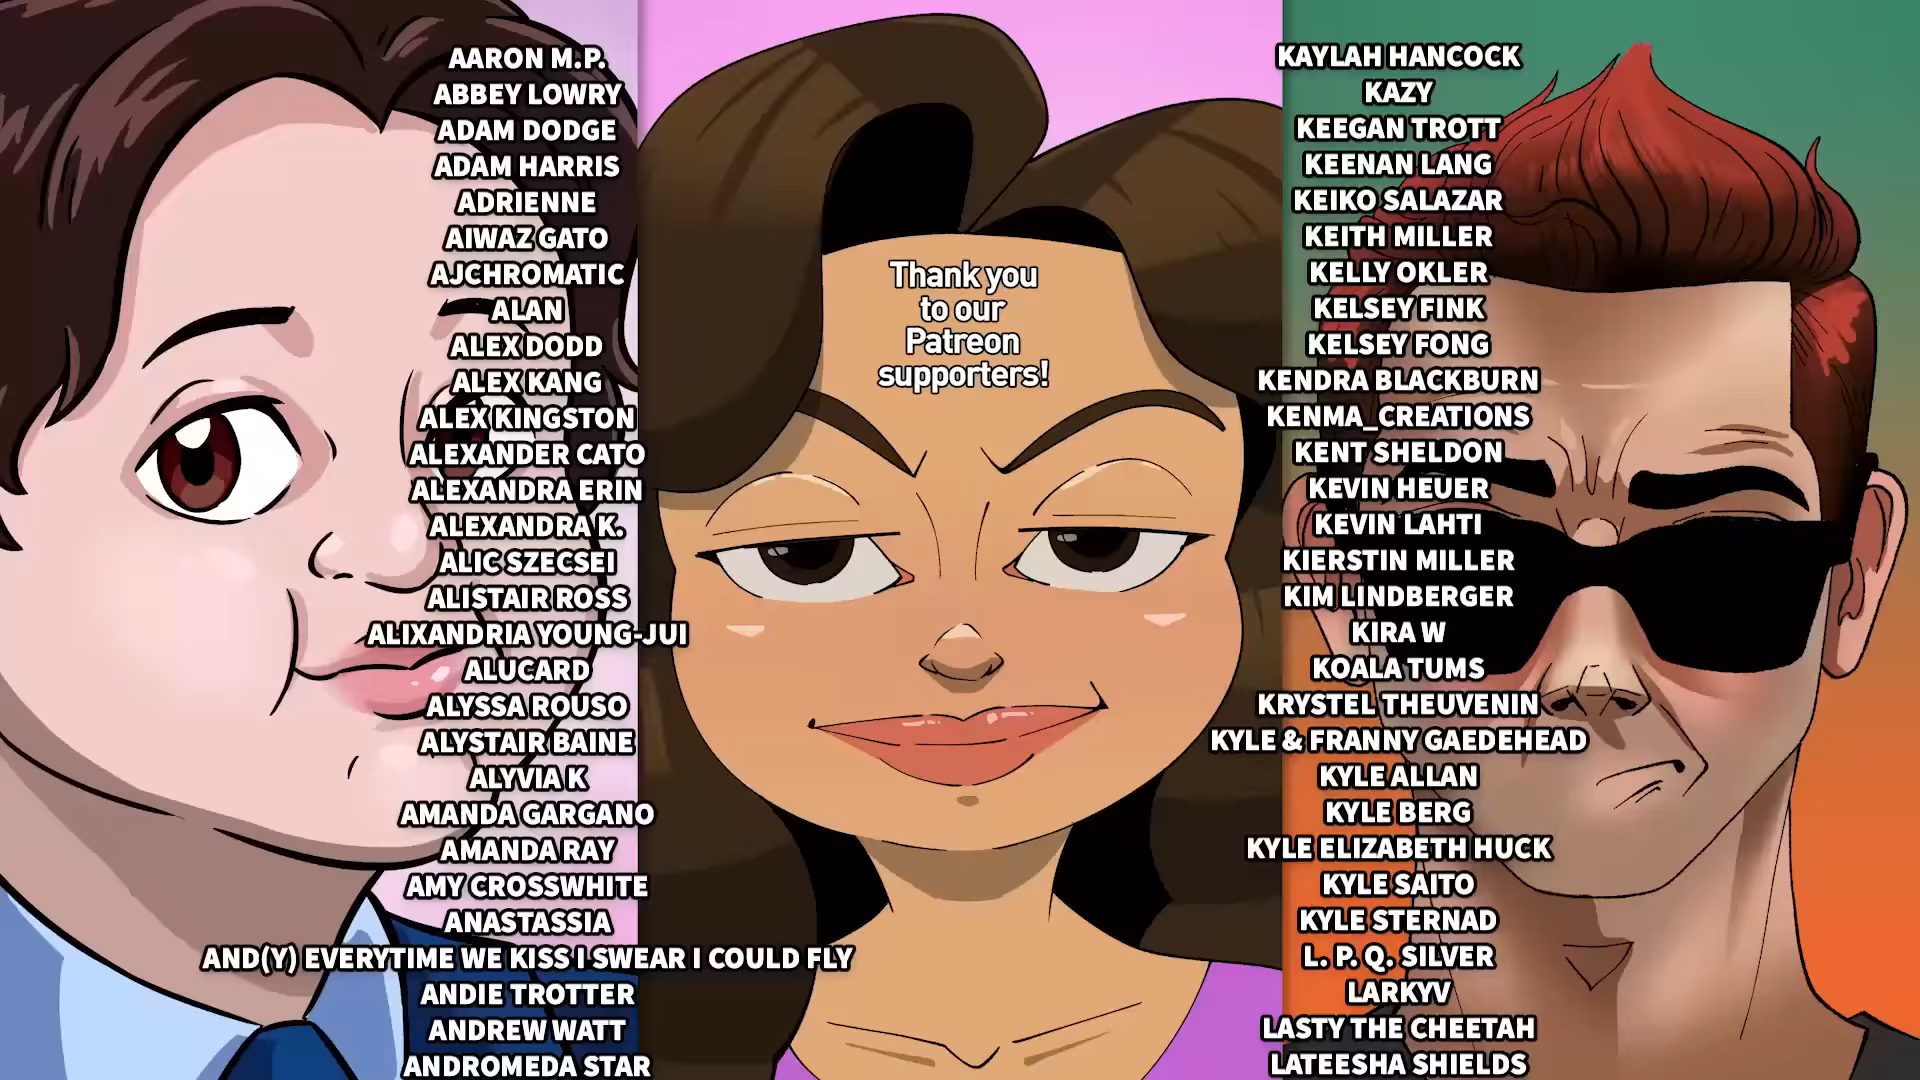 AARON M.P.
ABBEY LOWRY
ADAM DODGE
ADAM HARRIS
ADRIENNE
AIWAZ GATO
AJCHROMATIC
ALAN
ALEX DODD
ALEX KANG
ALEX KINGSTON
ALEXANDER CATO
ALEXANDRA ERIN
ALEXANDRA K.
ALIC SZECSEI
ALISTAIR ROSS
ALIXANDRIA YOUNG-JUI
ALUCARD
ALYSSA ROUSO
ALYSTAIR BAINE
ALYVIA K
AMANDA GARGANO
AMANDA RAY
AMY CROSSWHITE
ANASTASSIA
AND(Y) EVERYTIME WE KISS I SWEAR I COULD FLY
ANDIE TROTTER
ANDREW WATT
ANDROMEDA STAR
Thank you
to our
Patreon
supporters!
KAYLAH HANCOCK
KAZY
KEEGAN TROTT
KEENAN LANG
KEIKO SALAZAR
KEITH MILLER
KELLY OKLER
KELSEY FINK
KELSEY FONG
KENDRA BLACKBURN
KENMA_CREATIONS
KENT SHELDON
KEVIN HEUER
KEVIN LAHTI
KIERSTIN MILLER
KIM LINDBERGER
KIRA W
KOALA TUMS
KRYSTEL THEUVENIN
KYLE & FRANNY GAEDEHEAD
KYLE ALLAN
KYLE BERG
KYLE ELIZABETH HUCK
KYLE SAITO
KYLE STERNAD
L. P. Q. SILVER
LARKYV
LASTY THE CHEETAH
LATEESHA SHIELDS